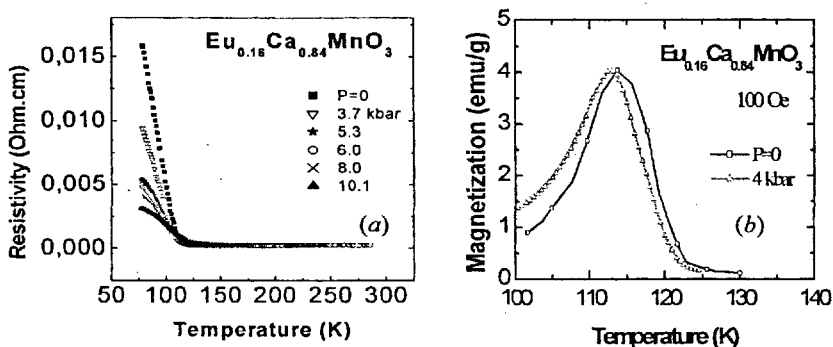 Eu0.16Ca0.84MnO3
P=0
3.7 kbar
5.3
6.0
8.0
10.1
(a)
Resistivity (Ohm.cm)
0,015
0,010
0,005
0,000
50 100 150 200 250 300
Temperature (K)
Eu0.16Ca0.84MnO3
100 Oe
P=0
4 kbar
(b)
Magnetization (emu/g)
5
4
3
2
1
0
100 110 120 130 140
Temperature (K)